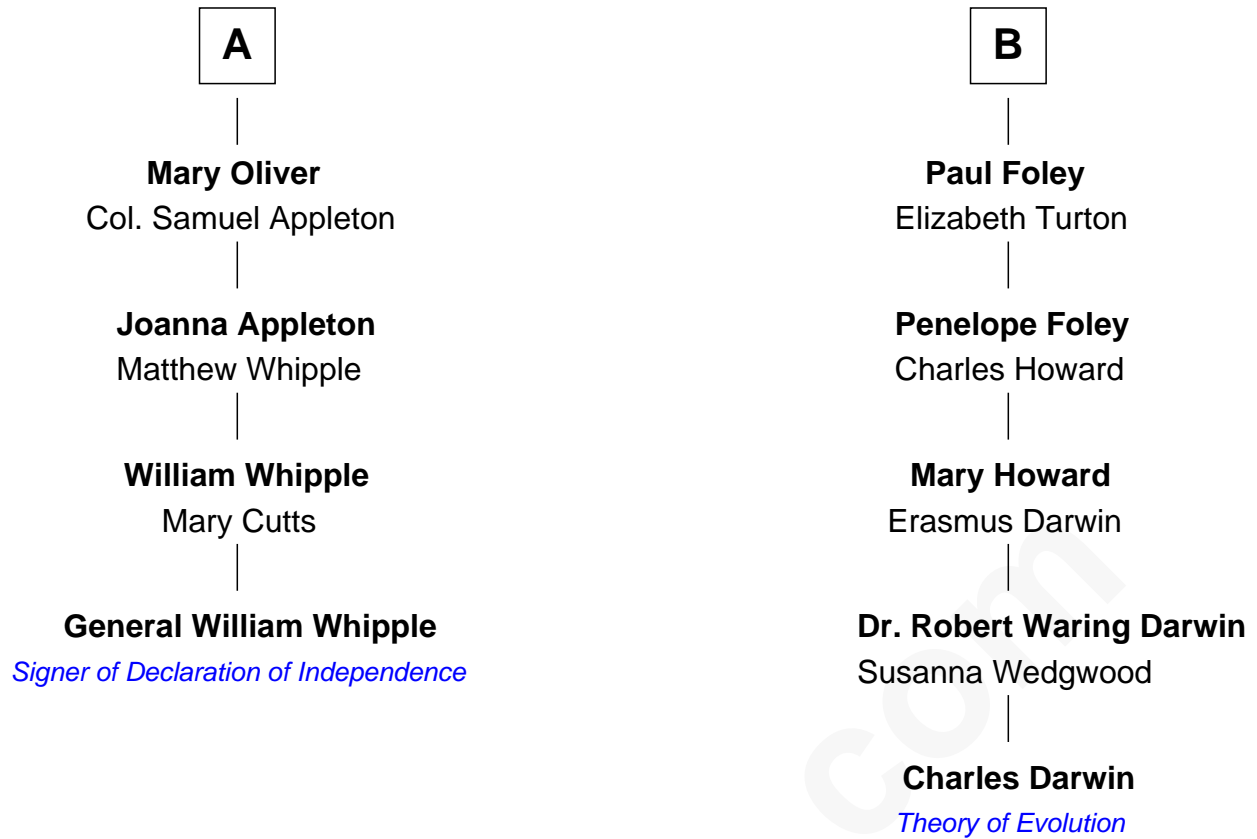 A
Mary Oliver
Col. Samuel Appleton
Joanna Appleton
Matthew Whipple
William Whipple
Mary Cutts
General William Whipple
Signer of Declaration of Independence
B
Paul Foley
Elizabeth Turton
Penelope Foley
Charles Howard
Mary Howard
Erasmus Darwin
Dr. Robert Waring Darwin
Susanna Wedgwood
Charles Darwin
Theory of Evolution
com